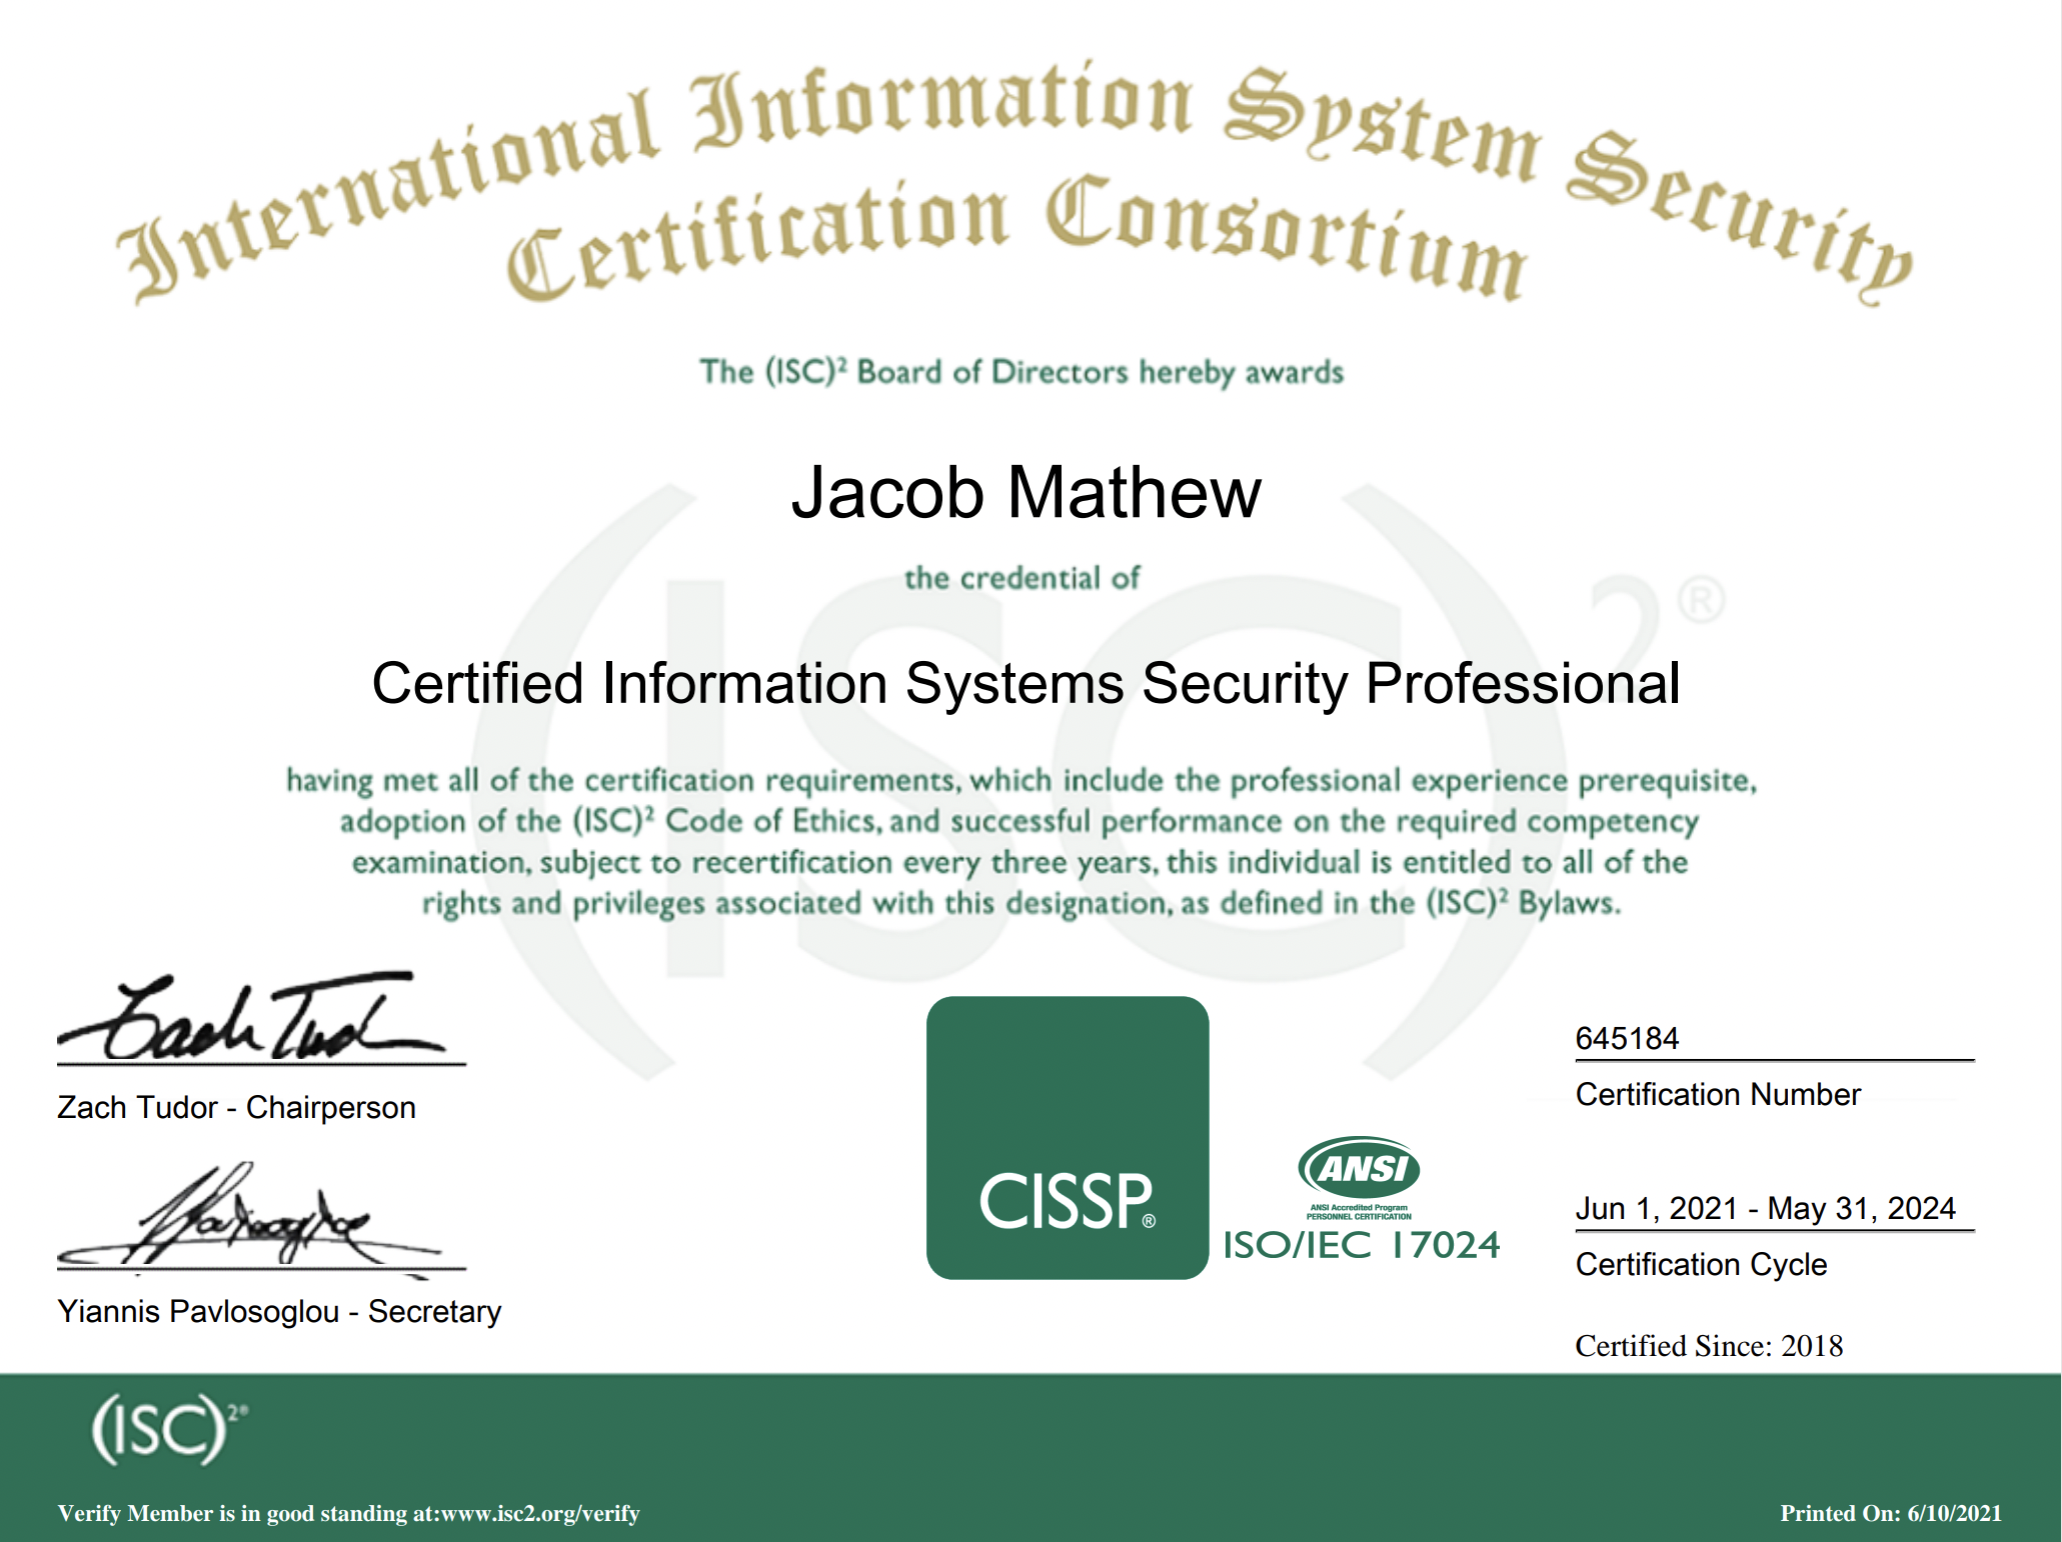 International Information System Security
Certification Consortium
The (ISC)² Board of Directors hereby awards
Jacob Mathew
the credential of
Certified Information Systems Security Professional
having met all of the certification requirements, which include the professional experience prerequisite,
adoption of the (ISC)² Code of Ethics, and successful performance on the required competency
examination, subject to recertification every three years, this individual is entitled to all of the
rights and privileges associated with this designation, as defined in the (ISC)² Bylaws.
(ISC)²®
Zach Tudor
Zach Tudor - Chairperson
Yiannis Pavlosoglou - Secretary
CISSP®
ANSI
ANSI Accredited Program
PERSONNEL CERTIFICATION
ISO/IEC 17024
645184
Certification Number
Jun 1, 2021 - May 31, 2024
Certification Cycle
Certified Since: 2018
(ISC)²®
Verify Member is in good standing at:www.isc2.org/verify
Printed On: 6/10/2021